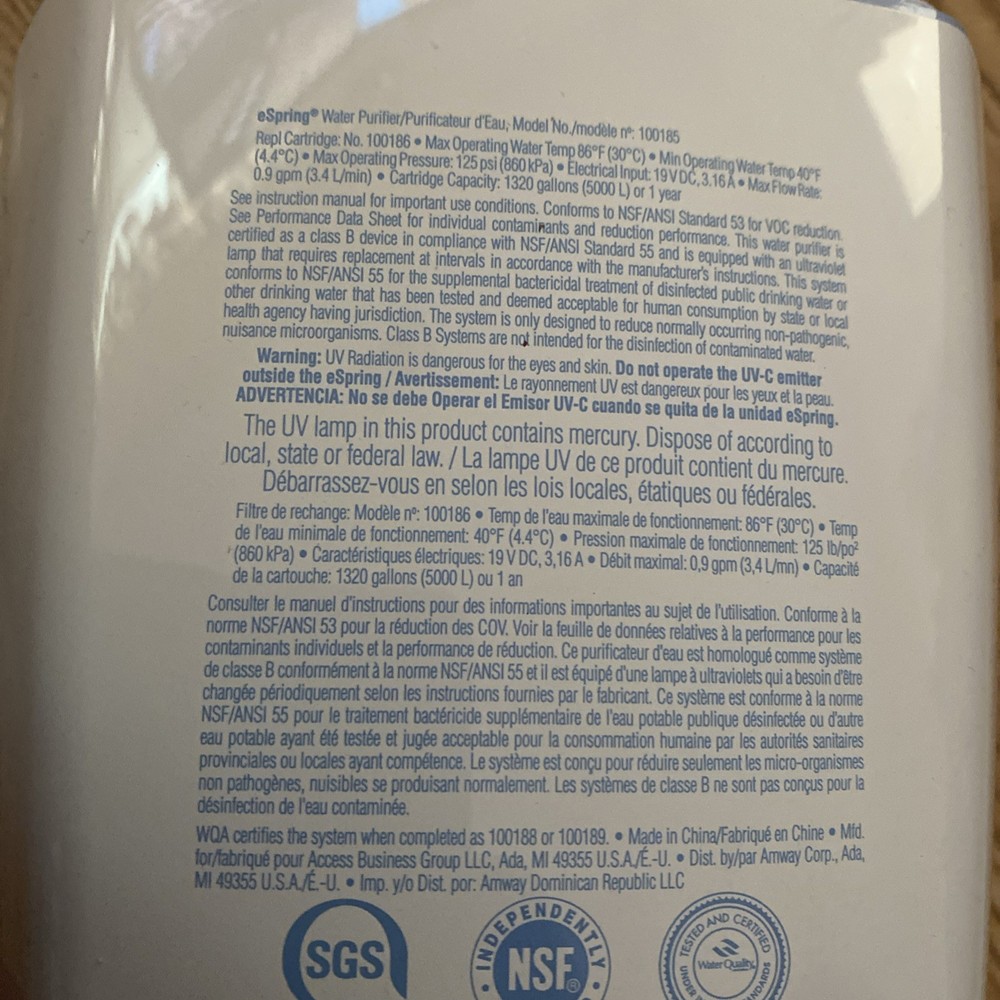 eSpring® Water Purifier/Purificateur d'Eau, Model No./modèle nº: 100185
Repl Cartridge: No. 100186 • Max Operating Water Temp 86°F (30°C) • Min Operating Water Temp 40°F
(4.4°C) • Max Operating Pressure: 125 psi (860 kPa) • Electrical Input: 19 V DC, 3.16 A • Max Flow Rate:
0.9 gpm (3.4 L/min) • Cartridge Capacity: 1320 gallons (5000 L) or 1 year
See instruction manual for important use conditions. Conforms to NSF/ANSI Standard 53 for VOC reduction.
See Performance Data Sheet for individual contaminants and reduction performance. This water purifier is
certified as a class B device in compliance with NSF/ANSI Standard 55 and is equipped with an ultraviolet
lamp that requires replacement at intervals in accordance with the manufacturer's instructions. This system
conforms to NSF/ANSI 55 for the supplemental bactericidal treatment of disinfected public drinking water or
other drinking water that has been tested and deemed acceptable for human consumption by state or local
health agency having jurisdiction. The system is only designed to reduce normally occurring non-pathogenic,
nuisance microorganisms. Class B Systems are not intended for the disinfection of contaminated water.
Warning: UV Radiation is dangerous for the eyes and skin. Do not operate the UV-C emitter
outside the eSpring / Avertissement: Le rayonnement UV est dangereux pour les yeux et la peau.
ADVERTENCIA: No se debe Operar el Emisor UV-C cuando se quita de la unidad eSpring.
The UV lamp in this product contains mercury. Dispose of according to
local, state or federal law. / La lampe UV de ce produit contient du mercure.
Débarrassez-vous en selon les lois locales, étatiques ou fédérales.
Filtre de rechange: Modèle nº: 100186 • Temp de l'eau maximale de fonctionnement: 86°F (30°C) • Temp
de l'eau minimale de fonctionnement: 40°F (4.4°C) • Pression maximale de fonctionnement: 125 lb/po²
(860 kPa) • Caractéristiques électriques: 19 V DC, 3,16 A • Débit maximal: 0,9 gpm (3,4 L/mn) • Capacité
de la cartouche: 1320 gallons (5000 L) ou 1 an
Consulter le manuel d'instructions pour des informations importantes au sujet de l'utilisation. Conforme à la
norme NSF/ANSI 53 pour la réduction des COV. Voir la feuille de données relatives à la performance pour les
contaminants individuels et la performance de réduction. Ce purificateur d'eau est homologué comme système
de classe B conformément à la norme NSF/ANSI 55 et il est équipé d'une lampe à ultraviolets qui a besoin d'être
changée périodiquement selon les instructions fournies par le fabricant. Ce système est conforme à la norme
NSF/ANSI 55 pour le traitement bactéricide supplémentaire de l'eau potable publique désinfectée ou d'autre
eau potable ayant été testée et jugée acceptable pour la consommation humaine par les autorités sanitaires
provinciales ou locales ayant compétence. Le système est conçu pour réduire seulement les micro-organismes
non pathogènes, nuisibles se produisant normalement. Les systèmes de classe B ne sont pas conçus pour la
désinfection de l'eau contaminée.
WQA certifies the system when completed as 100188 or 100189. • Made in China/Fabriqué en Chine • Mfd.
for/fabriqué pour Access Business Group LLC, Ada, MI 49355 U.S.A./É.-U. • Dist. by/par Amway Corp., Ada,
MI 49355 U.S.A./É.-U. • Imp. y/o Dist. por: Amway Dominican Republic LLC
SGS
INDEPENDENTLY
NSF®
TESTED AND CERTIFIED
Water Quality
UNDER